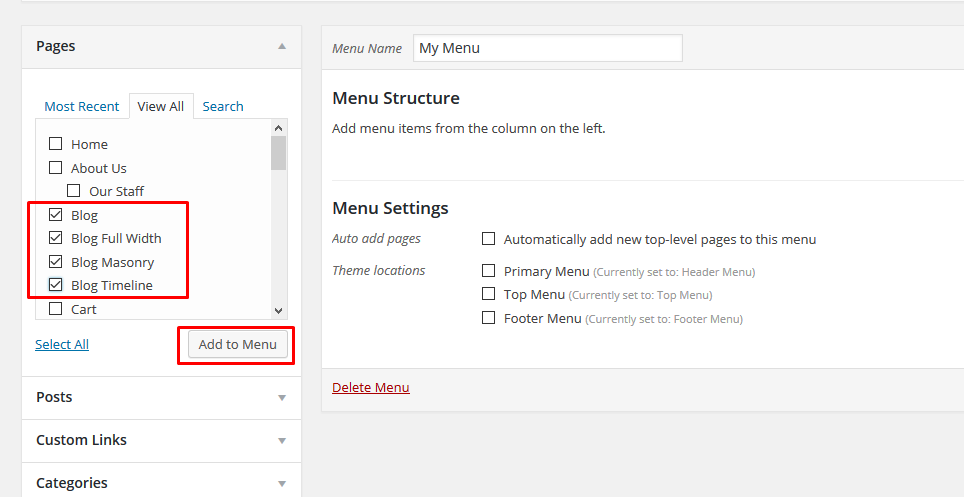 Pages
Most Recent View All Search
Home
About Us
Our Staff
Blog
Blog Full Width
Blog Masonry
Blog Timeline
Cart
Select All Add to Menu
Posts
Custom Links
Categories
Menu Name My Menu
Menu Structure
Add menu items from the column on the left.
Menu Settings
Auto add pages Automatically add new top-level pages to this menu
Theme locations Primary Menu (Currently set to: Header Menu)
Top Menu (Currently set to: Top Menu)
Footer Menu (Currently set to: Footer Menu)
Delete Menu